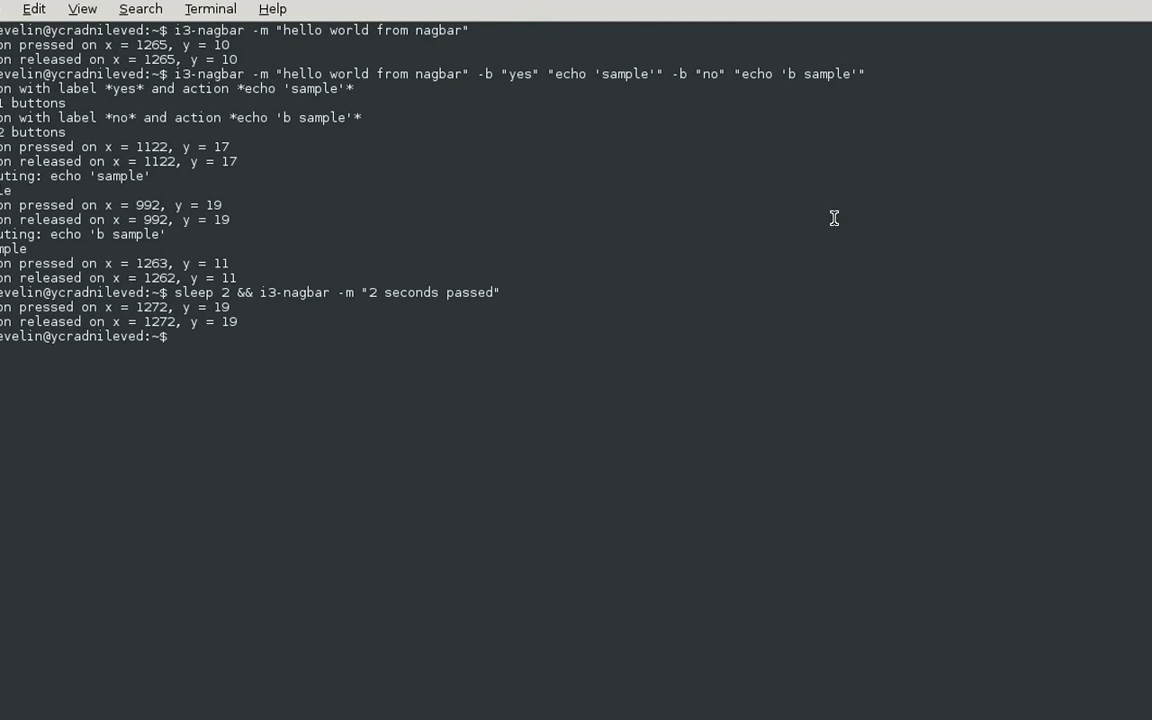 Edit View Search Terminal Help
evelin@ycradnileved:~$ i3-nagbar -m "hello world from nagbar"
on pressed on x = 1265, y = 10
on released on x = 1265, y = 10
evelin@ycradnileved:~$ i3-nagbar -m "hello world from nagbar" -b "yes" "echo 'sample'" -b "no" "echo 'b sample'"
on with label *yes* and action *echo 'sample'*
1 buttons
on with label *no* and action *echo 'b sample'*
2 buttons
on pressed on x = 1122, y = 17
on released on x = 1122, y = 17
uting: echo 'sample'
le
on pressed on x = 992, y = 19
on released on x = 992, y = 19
uting: echo 'b sample'
mple
on pressed on x = 1263, y = 11
on released on x = 1262, y = 11
evelin@ycradnileved:~$ sleep 2 && i3-nagbar -m "2 seconds passed"
on pressed on x = 1272, y = 19
on released on x = 1272, y = 19
evelin@ycradnileved:~$